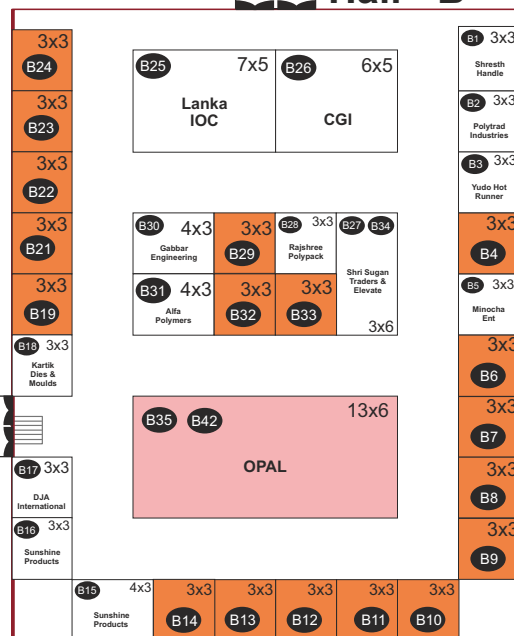 Hall - B
3x3
B24
3x3
B23
3x3
B22
3x3
B21
3x3
B19
B18 3x3
Kartik
Dies &
Moulds
B17 3x3
DJA
International
B16 3x3
Sunshine
Products
B25 7x5
Lanka
IOC
B26 6x5
CGI
B30 4x3
Gabbar
Engineering
3x3
B29
B28 3x3
Rajshree
Polypack
B27 B34
Shri Sugan
Traders &
Elevate
3x6
B31 4x3
Alfa
Polymers
3x3
B32
3x3
B33
B35 B42 13x6
OPAL
B1 3x3
Shresth
Handle
B2 3x3
Polytrad
Industries
B3 3x3
Yudo Hot
Runner
3x3
B4
B5 3x3
Minocha
Ent
3x3
B6
3x3
B7
3x3
B8
3x3
B9
B15 4x3
Sunshine
Products
3x3
B14
3x3
B13
3x3
B12
3x3
B11
3x3
B10